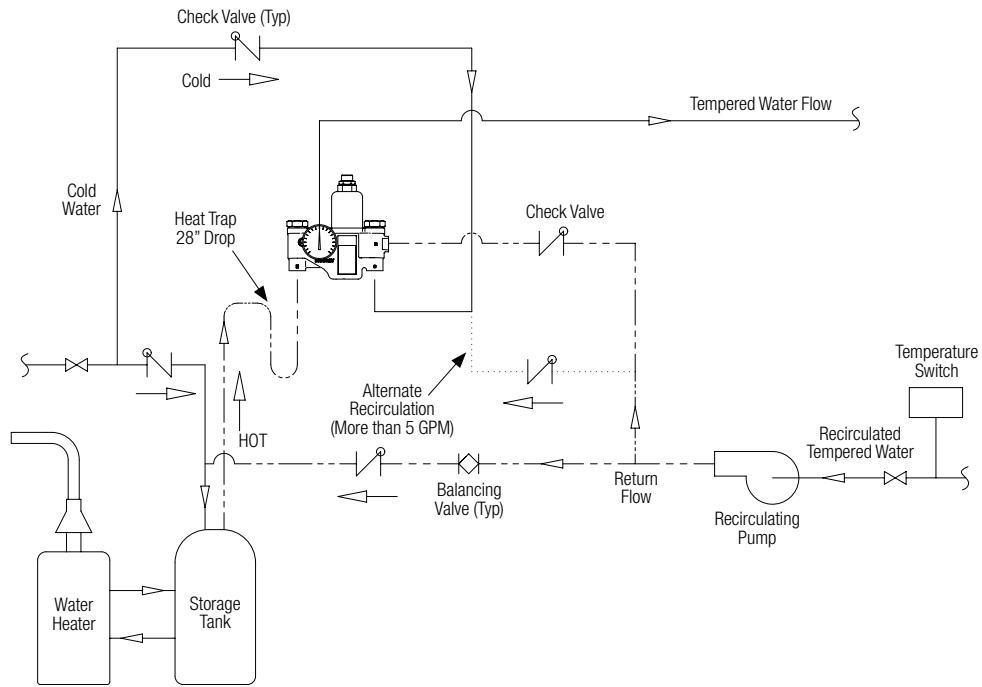 Check Valve (Typ)
Cold
Tempered Water Flow
Cold
Water
Heat Trap
28” Drop
Check Valve
Temperature
Switch
Alternate
Recirculation
(More than 5 GPM)
HOT
Recirculated
Tempered Water
Balancing
Valve (Typ)
Return
Flow
Recirculating
Pump
Water
Heater
Storage
Tank